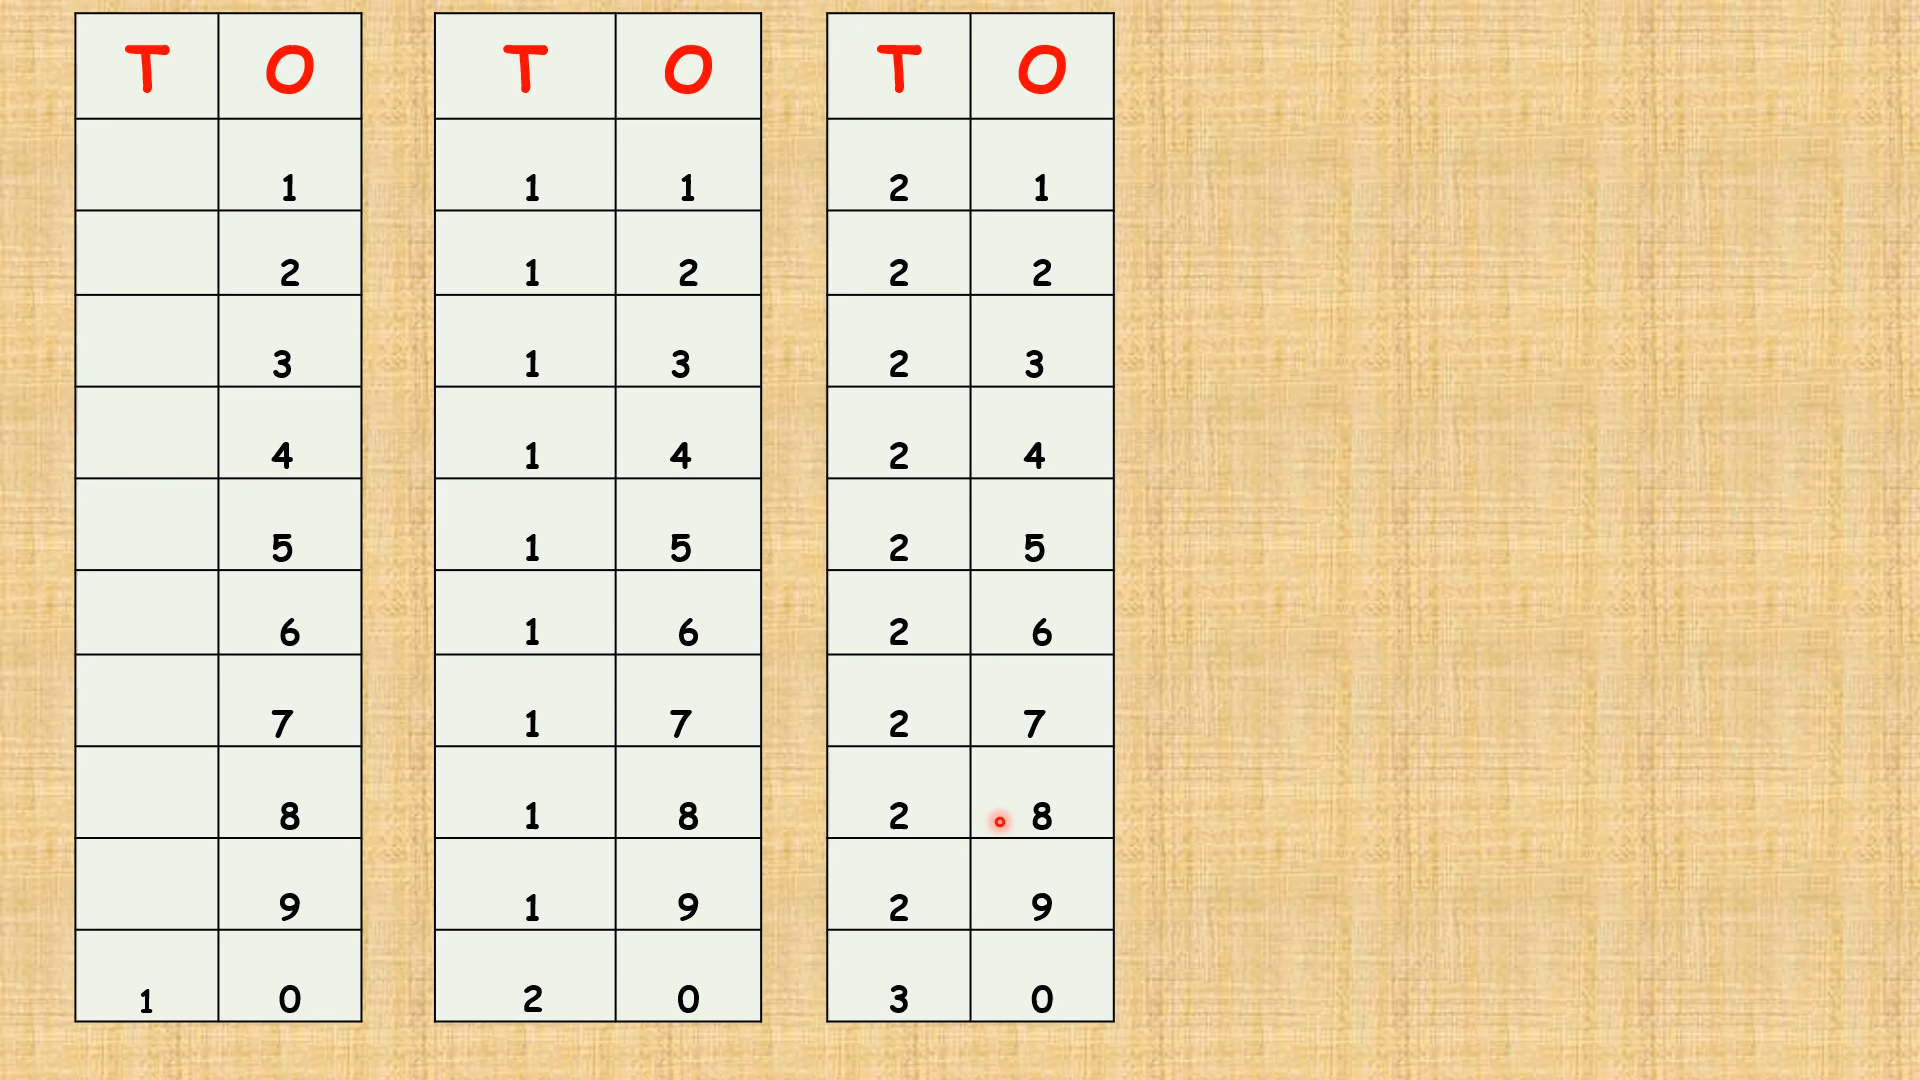 T O T O T O
1 1 1 2 1
2 1 2 2 2
3 1 3 2 3
4 1 4 2 4
5 1 5 2 5
6 1 6 2 6
7 1 7 2 7
8 1 8 2 8
9 1 9 2 9
1 0 2 0 3 0